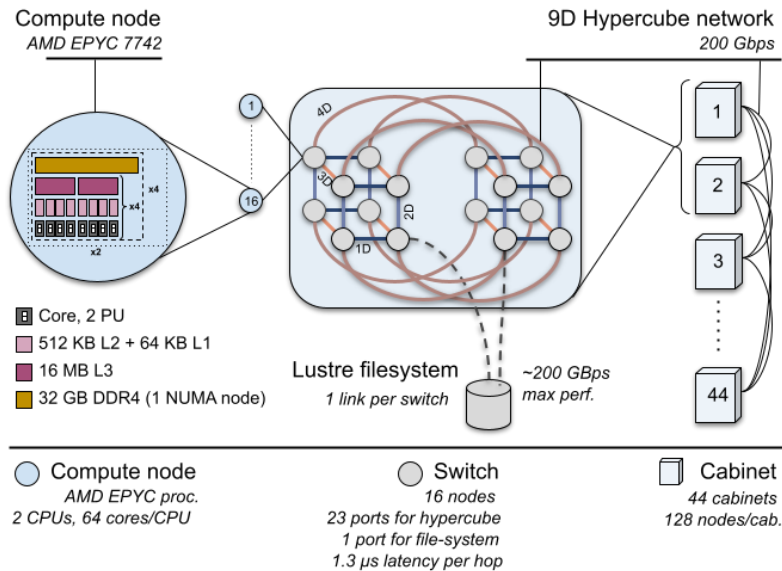 Compute node
AMD EPYC 7742
9D Hypercube network
200 Gbps
1
16
x4
x4
x2
4D
3D
2D
1D
1
2
3
44
Core, 2 PU
512 KB L2 + 64 KB L1
16 MB L3
32 GB DDR4 (1 NUMA node)
Lustre filesystem
1 link per switch
~200 GBps
max perf.
Compute node
AMD EPYC proc.
2 CPUs, 64 cores/CPU
Switch
16 nodes
23 ports for hypercube
1 port for file-system
1.3 µs latency per hop
Cabinet
44 cabinets
128 nodes/cab.